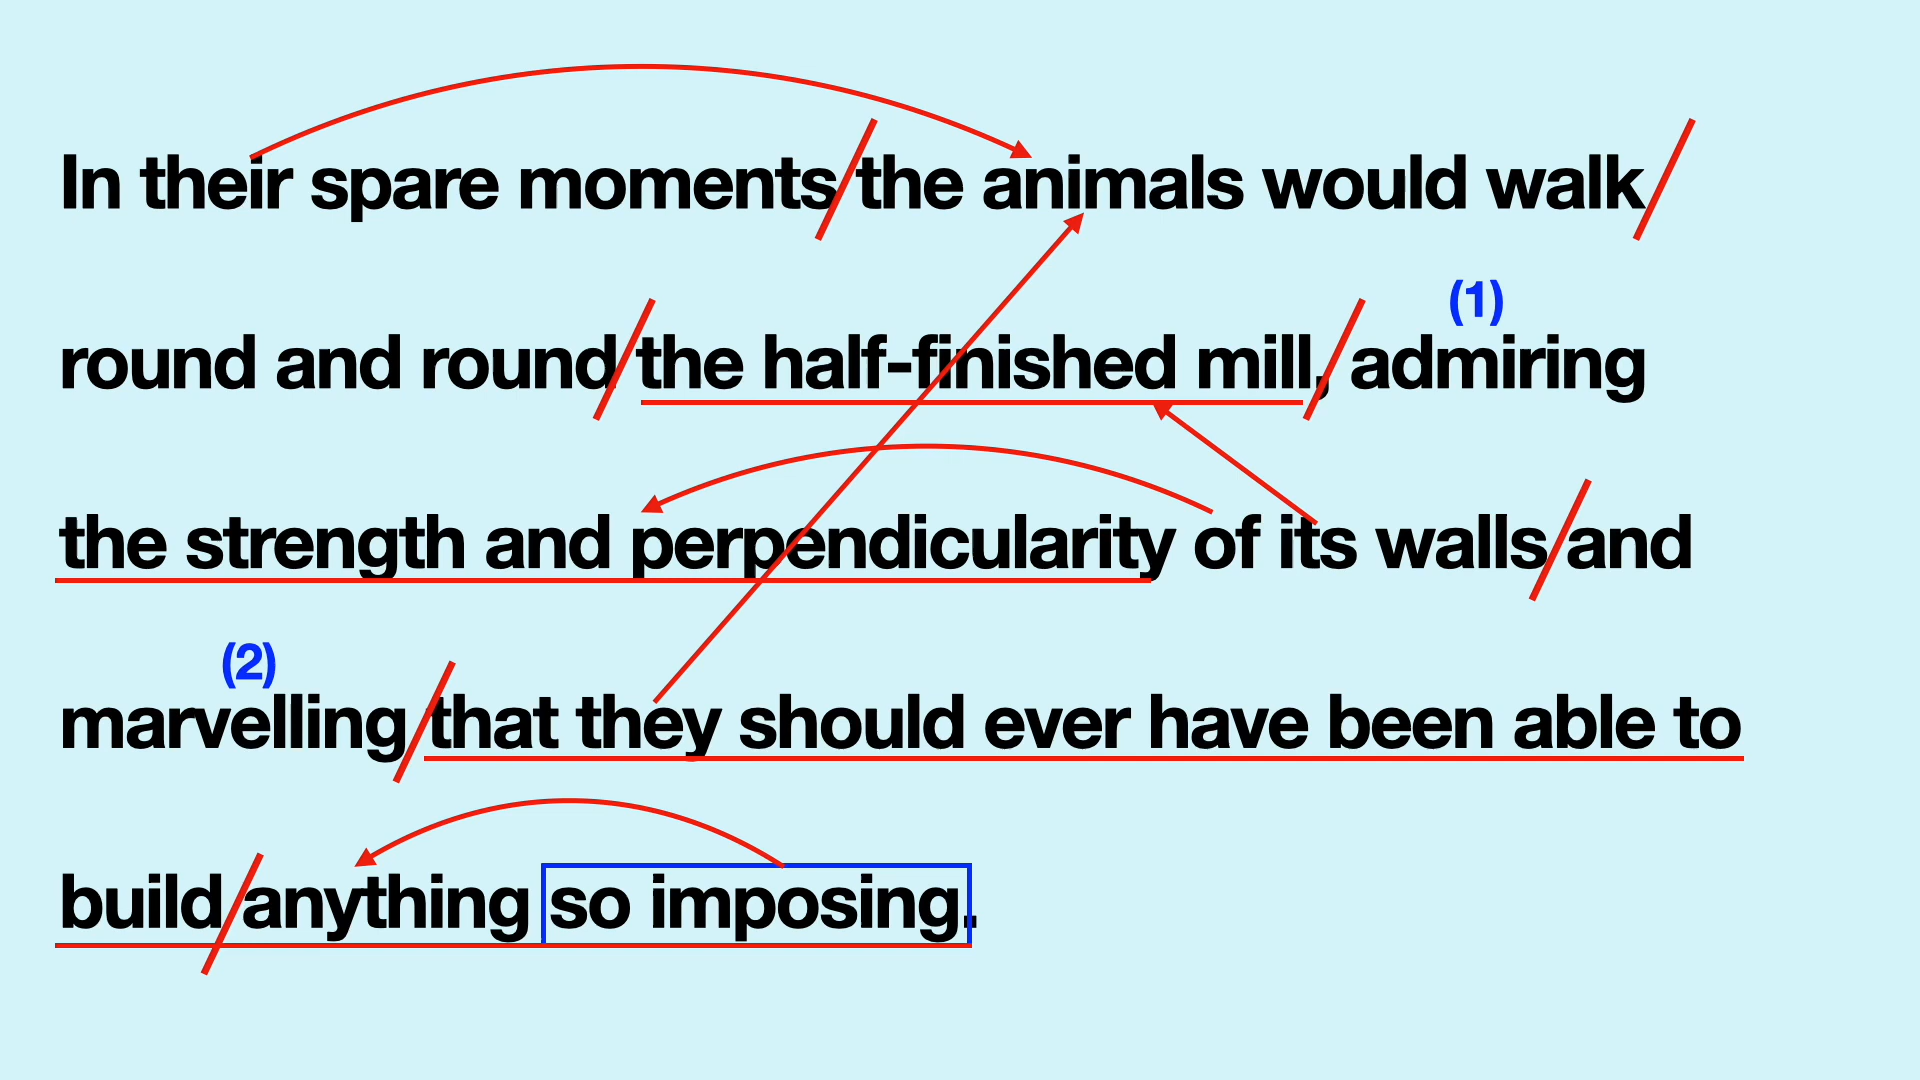 In their spare moments the animals would walk
(1)
round and round the half-finished mill, admiring
the strength and perpendicularity of its walls and
(2)
marvelling that they should ever have been able to
build anything so imposing.